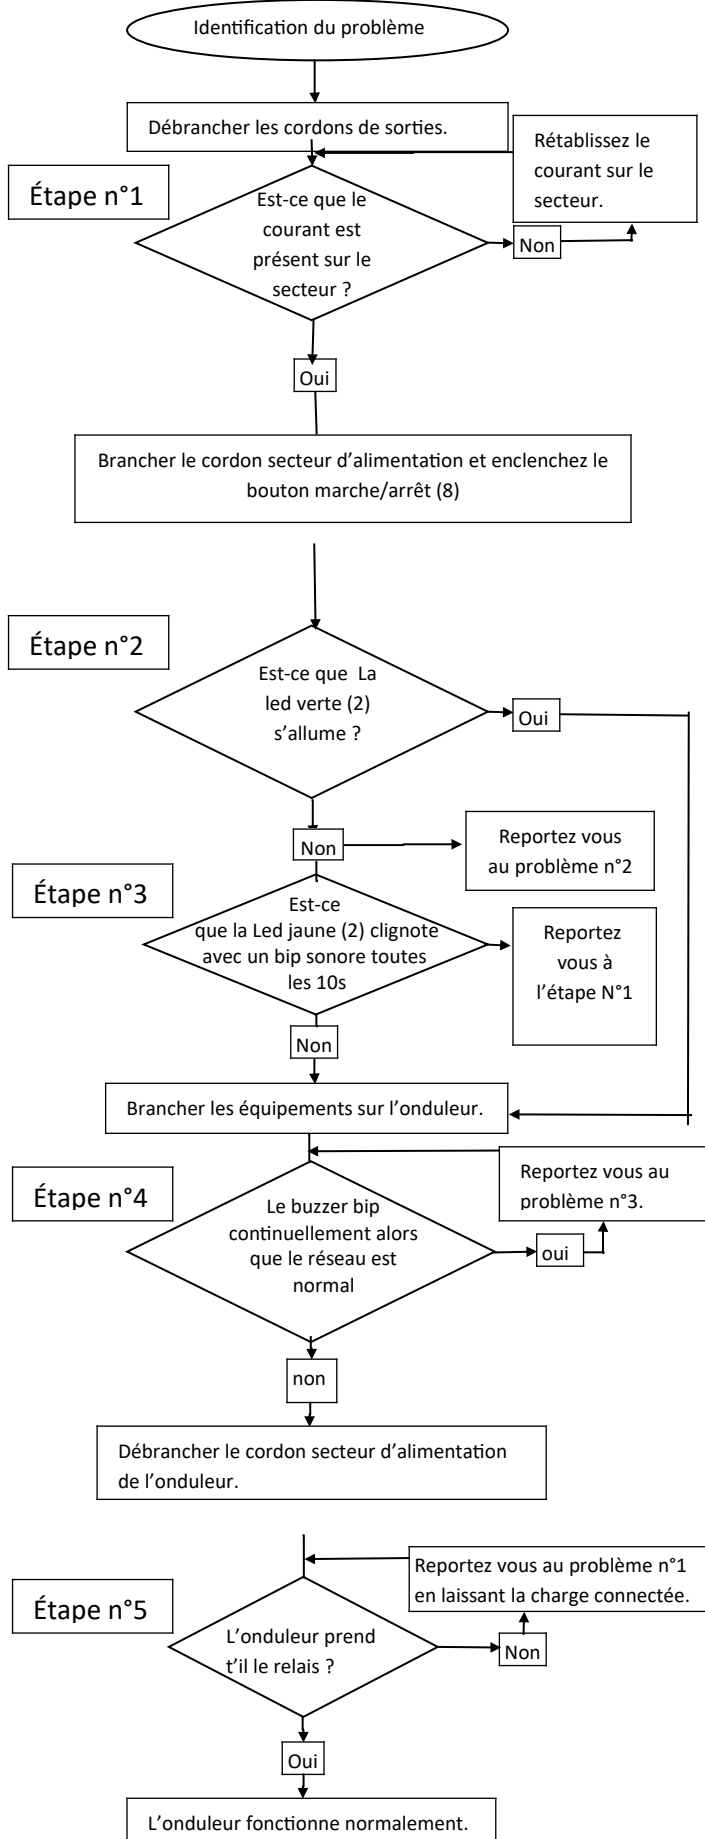 Identification du problème
Débrancher les cordons de sorties.
Rétablissez le
courant sur le
secteur.
Étape n°1
Est-ce que le
courant est
présent sur le
secteur ?
Non
Oui
Brancher le cordon secteur d'alimentation et enclenchez le
bouton marche/arrêt (8)
Étape n°2
Est-ce que La
led verte (2)
s'allume ?
Oui
Non
Reportez vous
au problème n°2
Étape n°3
Est-ce
que la Led jaune (2) clignote
avec un bip sonore toutes
les 10s
Reportez
vous à
l'étape N°1
Non
Brancher les équipements sur l'onduleur.
Étape n°4
Reportez vous au
problème n°3.
Le buzzer bip
continuellement alors
que le réseau est
normal
oui
non
Débrancher le cordon secteur d'alimentation
de l'onduleur.
Étape n°5
Reportez vous au problème n°1
en laissant la charge connectée.
L'onduleur prend
t'il le relais ?
Non
Oui
L'onduleur fonctionne normalement.